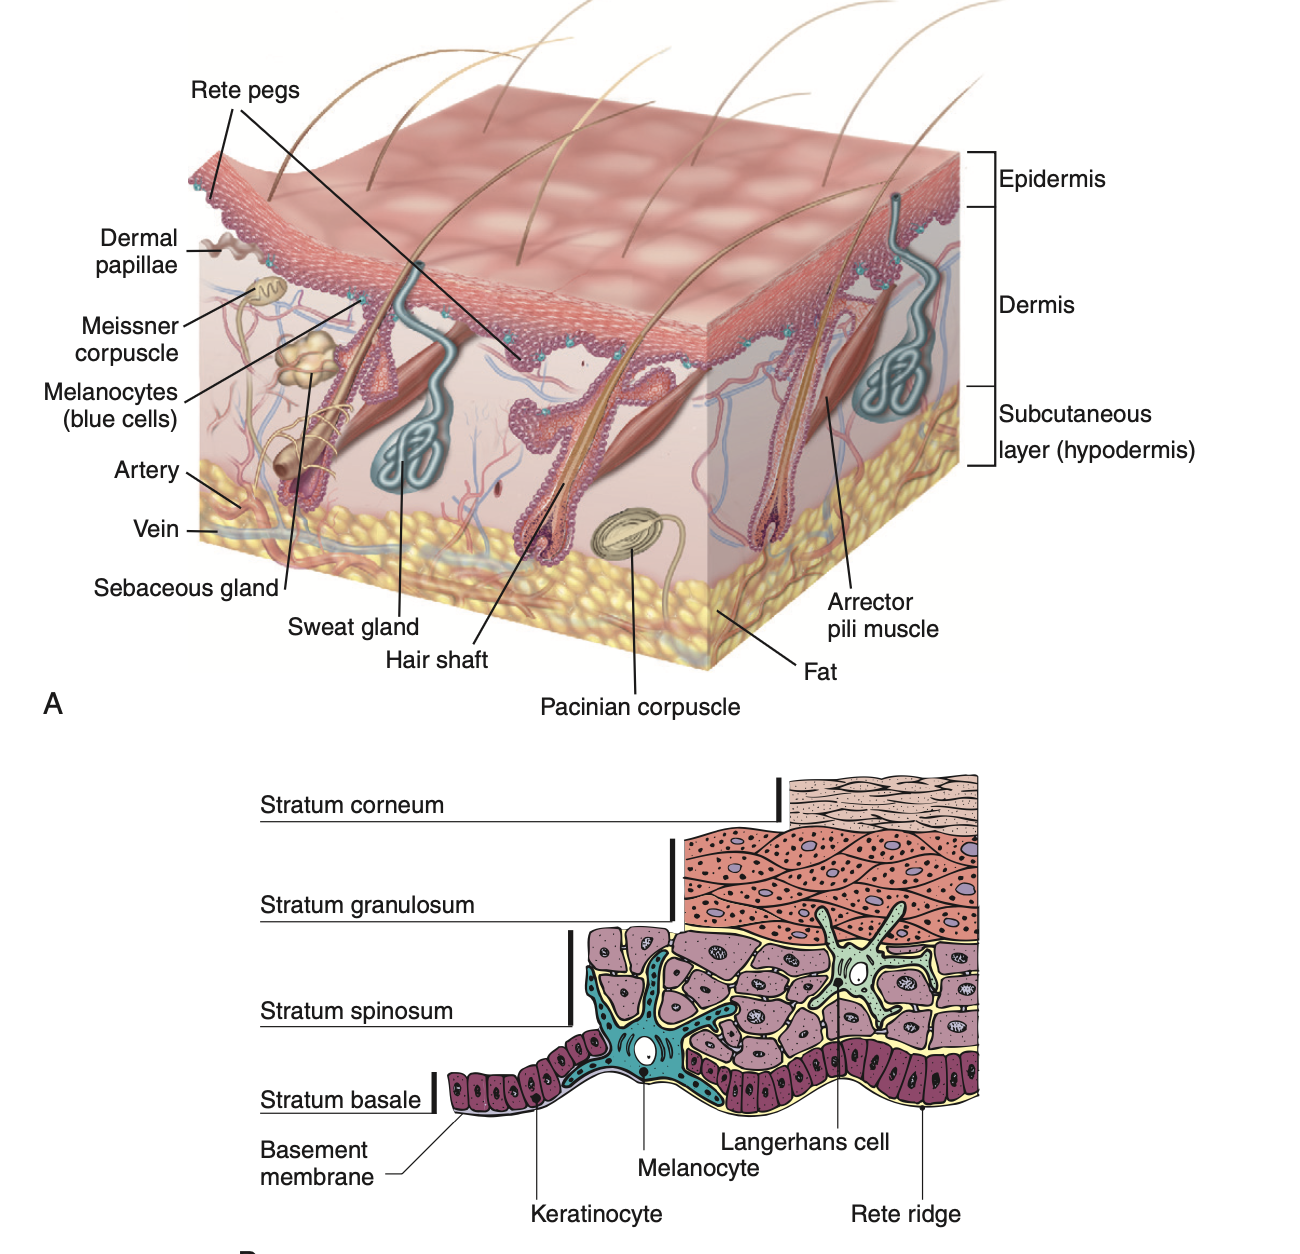 Rete pegs
Epidermis
Dermal
papillae
Dermis
Meissner
corpuscle
Melanocytes
(blue cells)
Subcutaneous
layer (hypodermis)
Artery
Vein
Sebaceous gland
Sweat gland
Hair shaft
Arrector
pili muscle
Fat
Pacinian corpuscle
A
Stratum corneum
Stratum granulosum
Stratum spinosum
Stratum basale
Basement
membrane
Langerhans cell
Melanocyte
Keratinocyte
Rete ridge